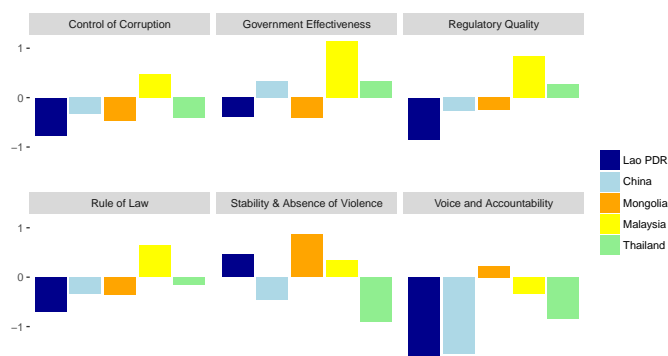 Control of Corruption
Government Effectiveness
Regulatory Quality
1
0
−1
Rule of Law
Stability & Absence of Violence
Voice and Accountability
1
0
−1
Lao PDR
China
Mongolia
Malaysia
Thailand